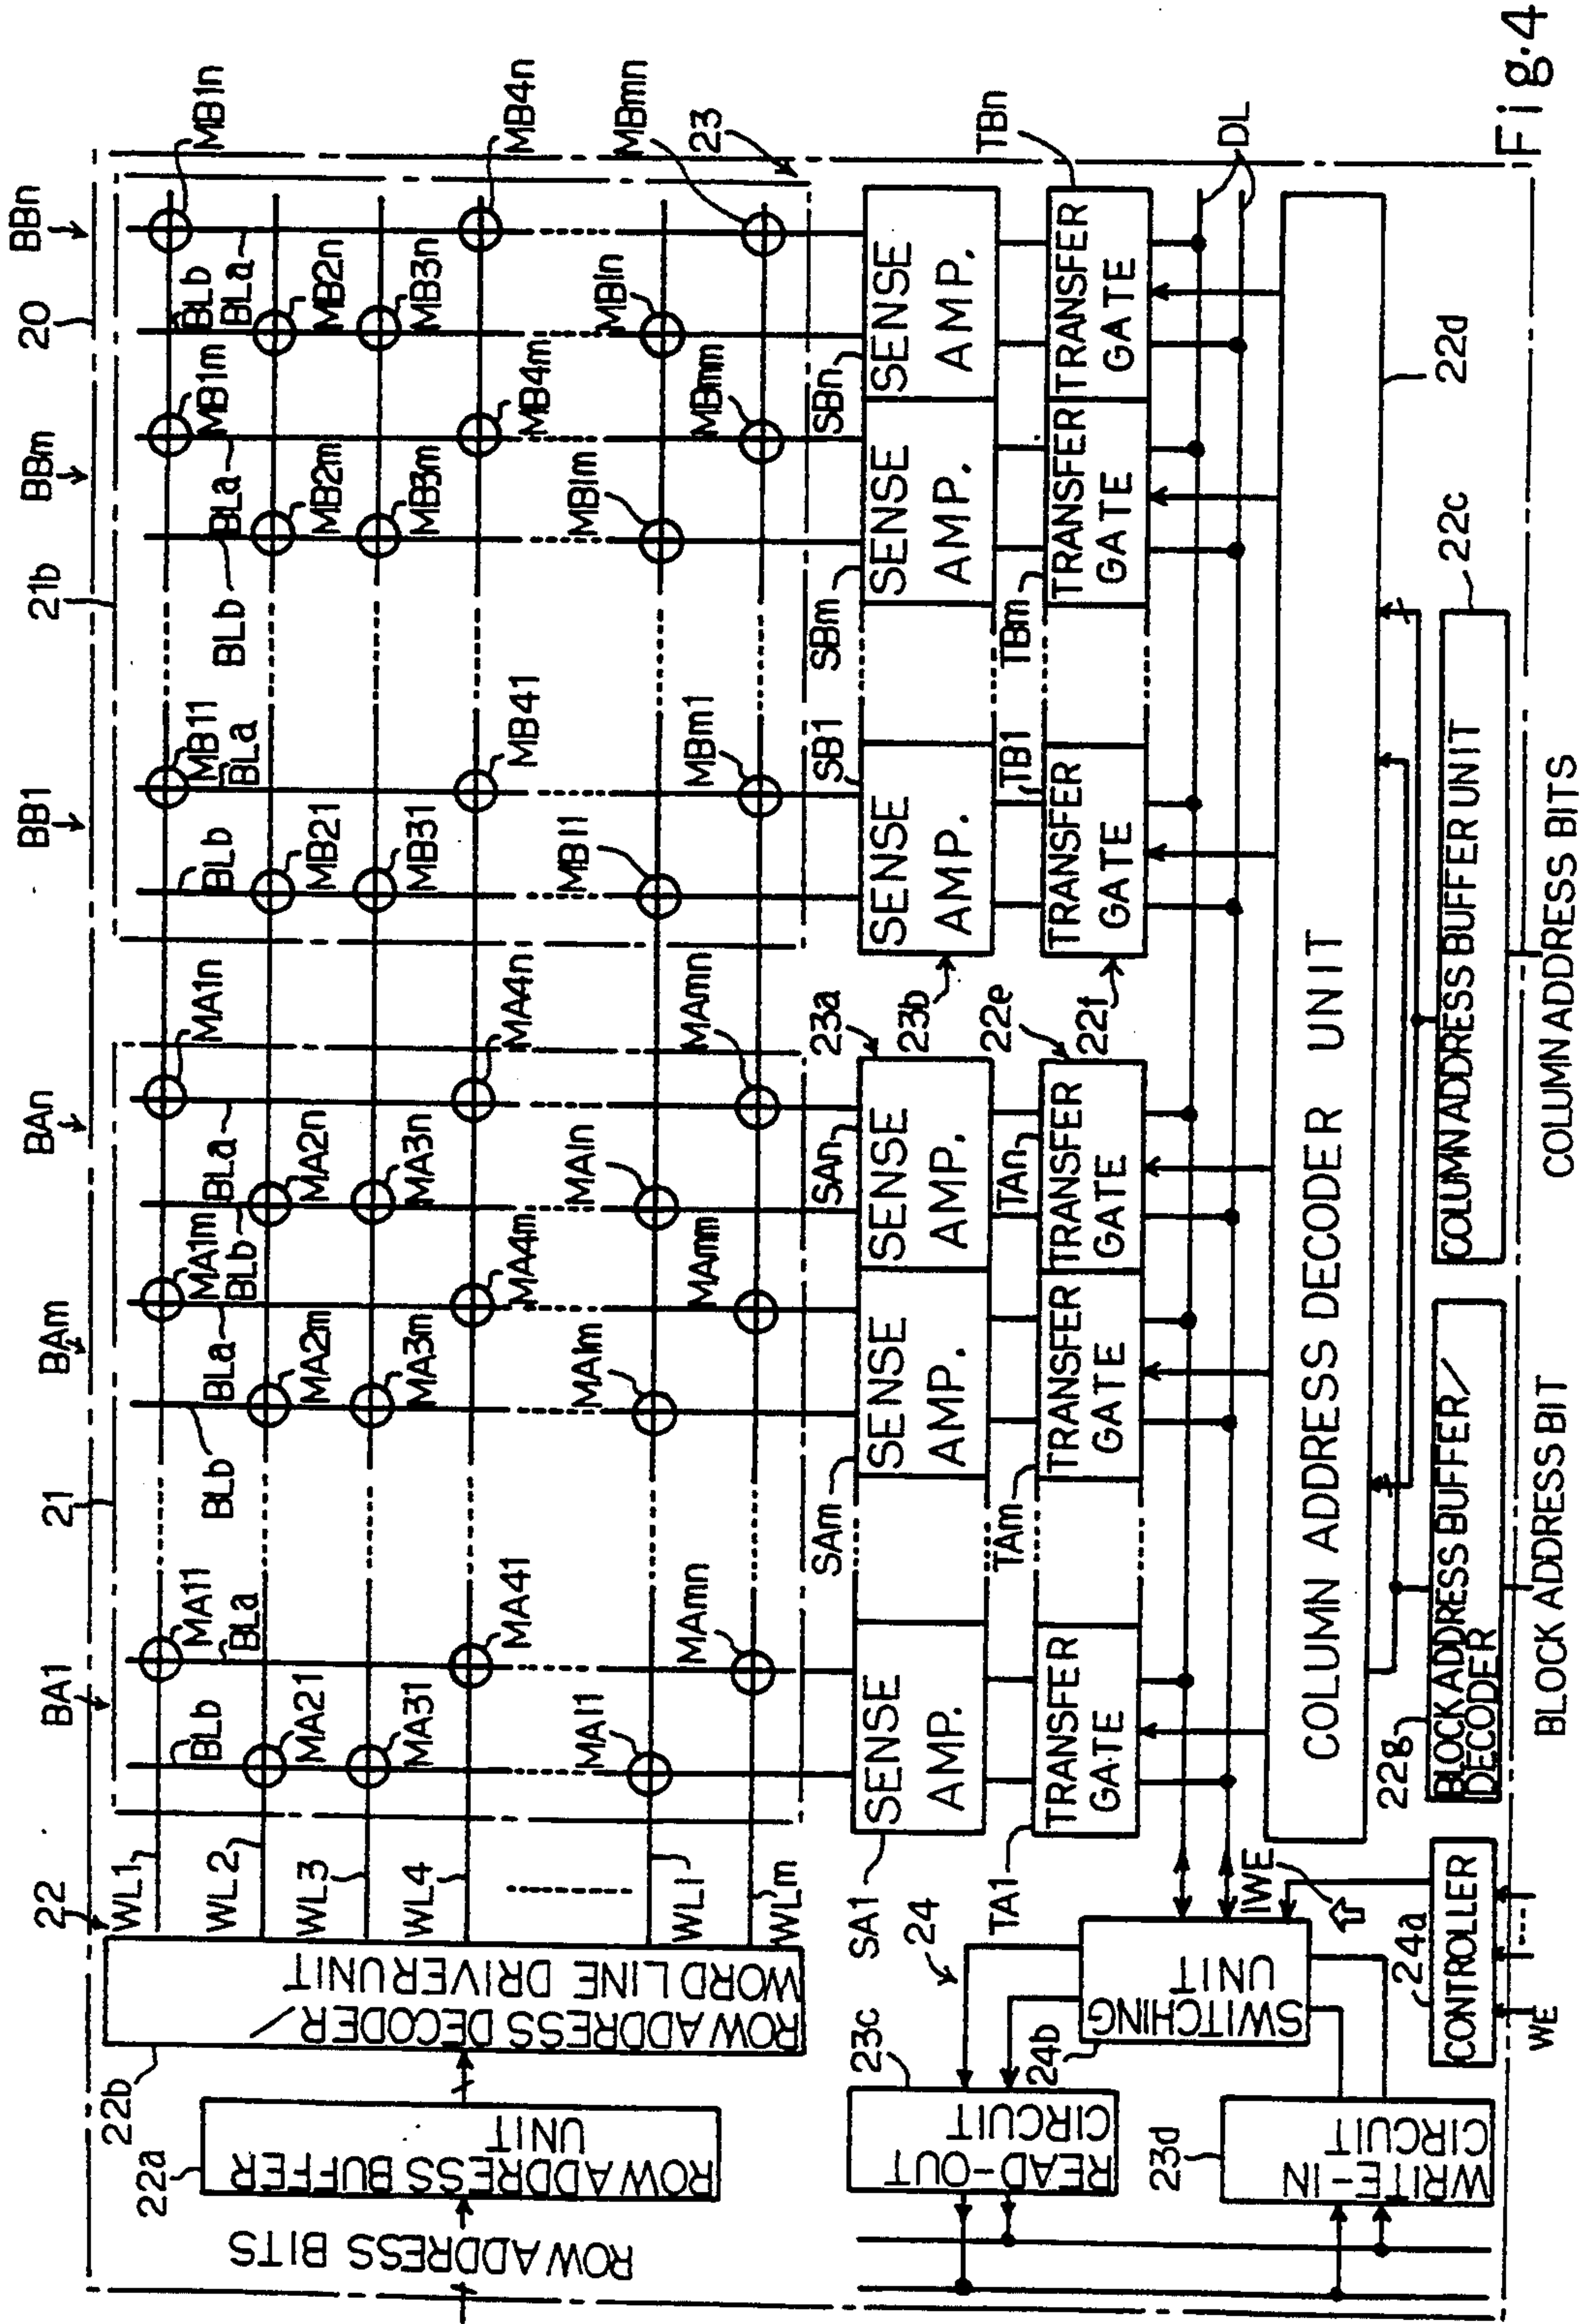 BA1
BAm
BAn
BB1
BBm
BBn
21
21b
20
22
WL1
WL2
WL3
WL4
WLl
WLm
MA11
BLa
BLb
MA21
MA31
MA41
MAl1
MAmn
BLb
BLa
MA1m
MA2m
MA3m
MA4m
MAlm
MAmm
BLb
BLa
MA1n
MA2n
MA3n
MA4n
MAln
MAmn
BLb
MB11
BLa
MB21
MB31
MB41
MBl1
MBm1
BLb
BLa
MB1m
MB2m
MB3m
MB4m
MBlm
MBmm
BLb
BLa
MB1n
MB2n
MB3n
MB4n
MBln
MBmn
23
ROW ADDRESS BITS
22a
ROW ADDRESS BUFFER
UNIT
22b
ROW ADDRESS DECODER/
WORD LINE DRIVER UNIT
SA1
SENSE
AMP.
SAm
SENSE
AMP.
SAn
SENSE
AMP.
23a
23b
SENSE
AMP.
SB1
SBm
SENSE
AMP.
SBn
SENSE
AMP.
TA1
TRANSFER
GATE
TAm
TRANSFER
GATE
TAn
TRANSFER
GATE
22e
22f
TRANSFER
GATE
TB1
TBm
TRANSFER
GATE
TRANSFER
GATE
TBn
DL
23c
READ-OUT
CIRCUIT
24
24b
SWITCHING
UNIT
IWE
23d
WRITE-IN
CIRCUIT
24a
CONTROLLER
WE
COLUMN ADDRESS DECODER UNIT
22d
22g
BLOCK ADDRESS BUFFER/
DECODER
BLOCK ADDRESS BIT
COLUMN ADDRESS BUFFER UNIT
22c
COLUMN ADDRESS BITS
Fig.4